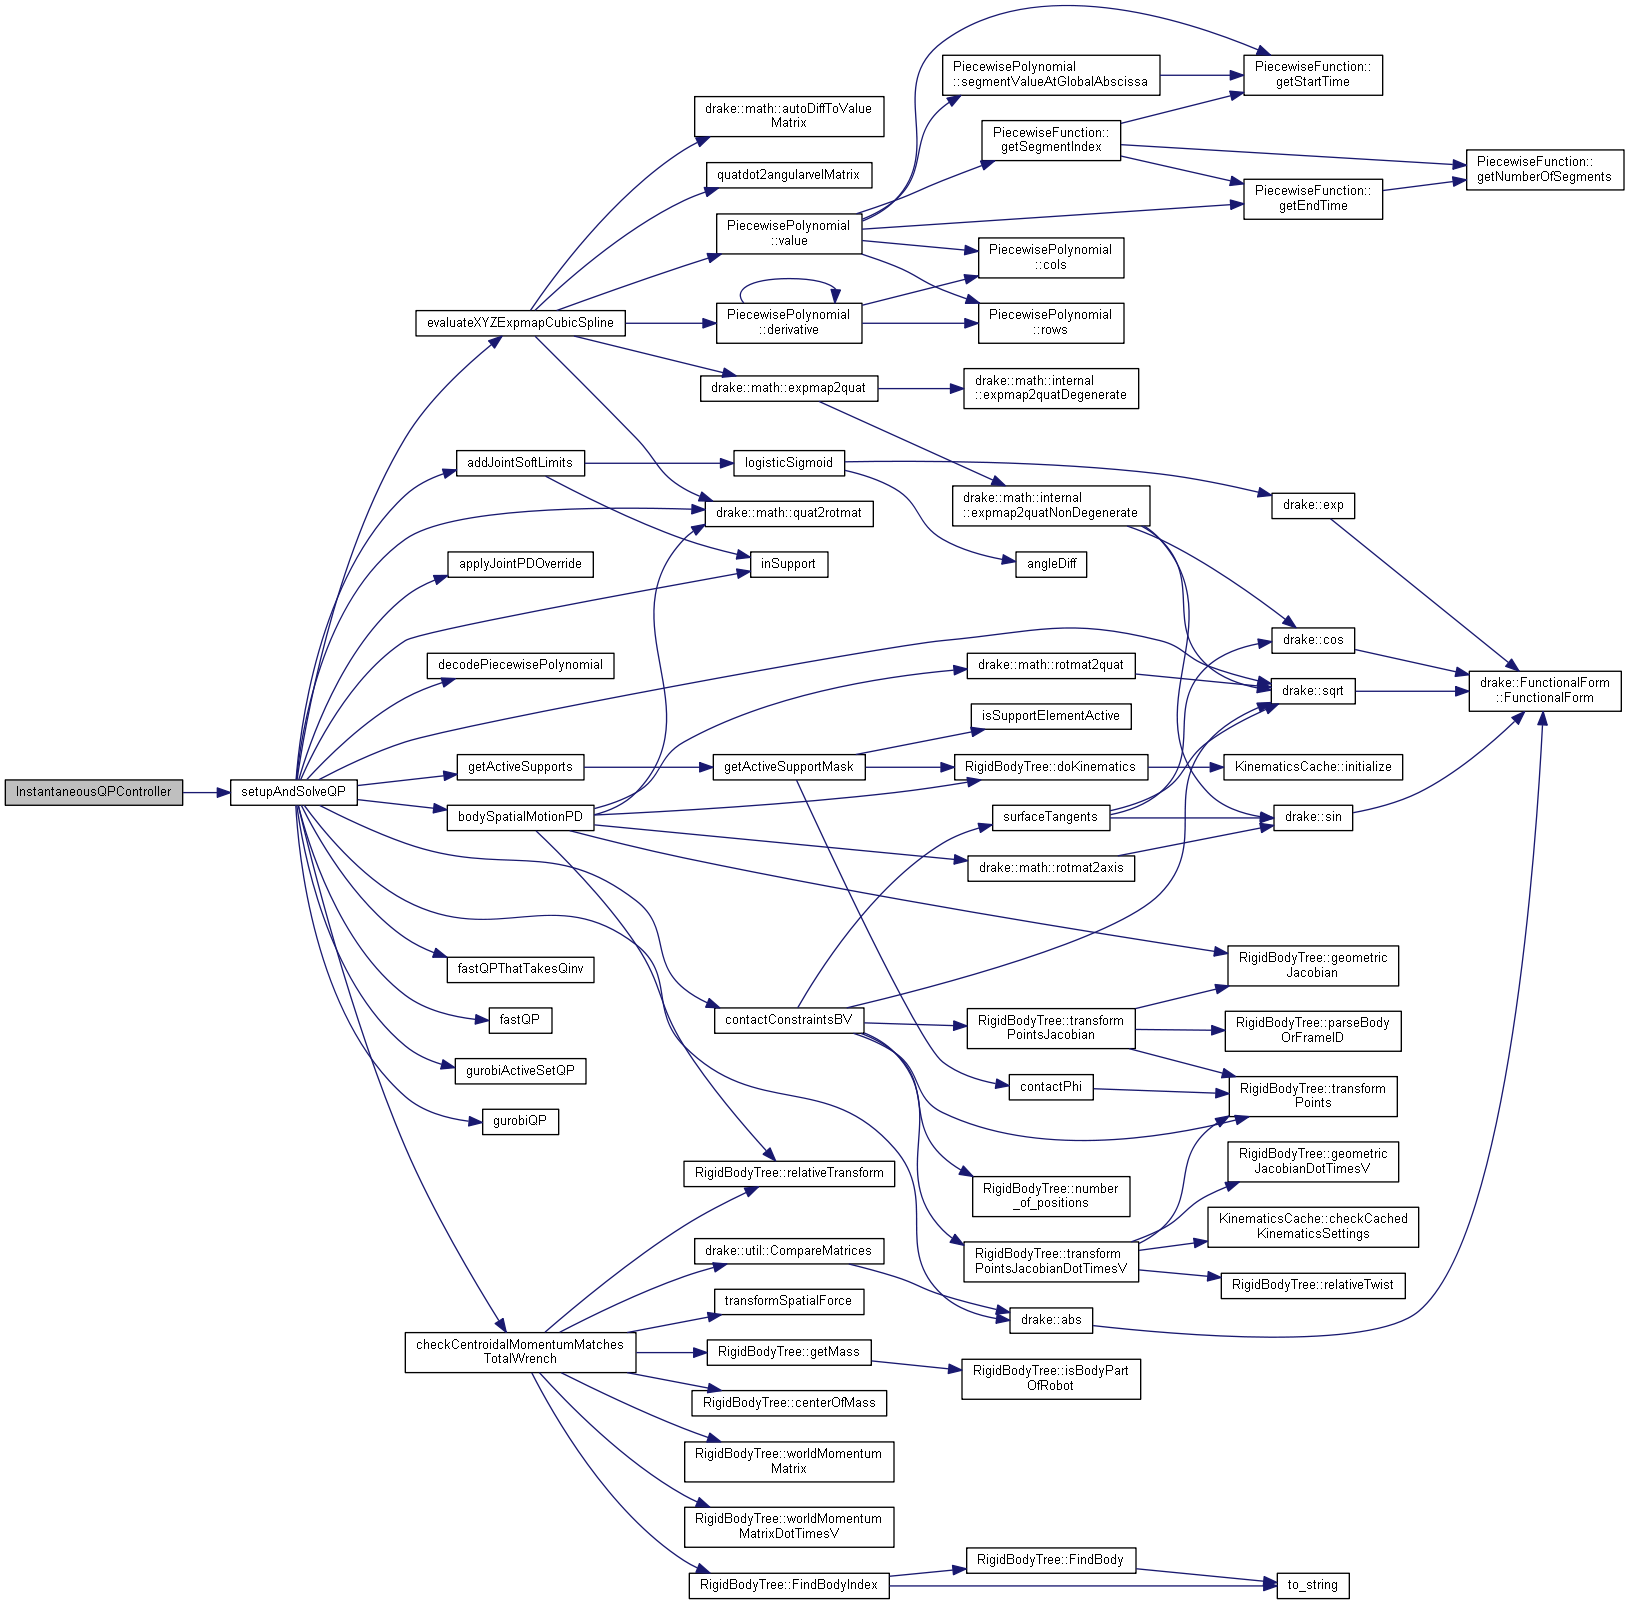 InstantaneousQPController
setupAndSolveQP
evaluateXYZExpmapCubicSpline
addJointSoftLimits
applyJointPDOverride
decodePiecewisePolynomial
getActiveSupports
bodySpatialMotionPD
fastQPThatTakesQinv
fastQP
gurobiActiveSetQP
gurobiQP
checkCentroidalMomentumMatches
TotalWrench
drake::math::autoDiffToValue
Matrix
quatdot2angularvelMatrix
PiecewisePolynomial
::value
PiecewisePolynomial
::derivative
drake::math::expmap2quat
logisticSigmoid
drake::math::quat2rotmat
inSupport
getActiveSupportMask
contactConstraintsBV
RigidBodyTree::relativeTransform
drake::util::CompareMatrices
transformSpatialForce
RigidBodyTree::getMass
RigidBodyTree::centerOfMass
RigidBodyTree::worldMomentum
Matrix
RigidBodyTree::worldMomentum
MatrixDotTimesV
RigidBodyTree::FindBodyIndex
PiecewisePolynomial
::segmentValueAtGlobalAbscissa
PiecewiseFunction::
getSegmentIndex
PiecewisePolynomial
::cols
PiecewisePolynomial
::rows
drake::math::internal
::expmap2quatDegenerate
drake::math::internal
::expmap2quatNonDegenerate
angleDiff
drake::math::rotmat2quat
isSupportElementActive
RigidBodyTree::doKinematics
surfaceTangents
drake::math::rotmat2axis
RigidBodyTree::transform
PointsJacobian
contactPhi
RigidBodyTree::number
_of_positions
RigidBodyTree::transform
PointsJacobianDotTimesV
drake::abs
RigidBodyTree::isBodyPart
OfRobot
RigidBodyTree::FindBody
PiecewiseFunction::
getStartTime
PiecewiseFunction::
getEndTime
drake::exp
drake::cos
drake::sqrt
KinematicsCache::initialize
drake::sin
RigidBodyTree::geometric
Jacobian
RigidBodyTree::parseBody
OrFrameID
RigidBodyTree::transform
Points
RigidBodyTree::geometric
JacobianDotTimesV
KinematicsCache::checkCached
KinematicsSettings
RigidBodyTree::relativeTwist
to_string
PiecewiseFunction::
getNumberOfSegments
drake::FunctionalForm
::FunctionalForm